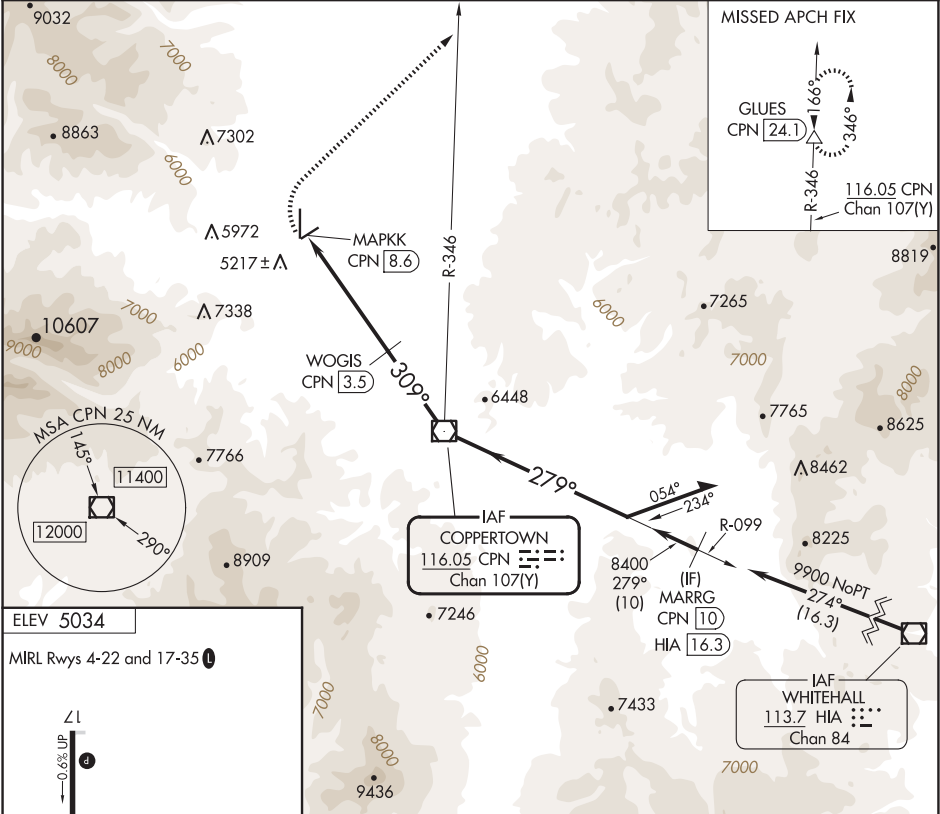 9032
8000
7000
8863
7302
6000
5972
5217±
MAPKK
CPN 8.6
R-346
MISSED APCH FIX
166°
346°
GLUES
CPN 24.1
R-346
116.05 CPN
Chan 107(Y)
8819
7338
7000
10607
9000
8000
6000
WOGIS
CPN 3.5
309°
6448
6000
7265
7000
8000
7765
8625
8462
MSA CPN 25 NM
145°
11400
12000
290°
7766
8909
279°
054°
234°
R-099
8225
IAF
COPPERTOWN
116.05 CPN
Chan 107(Y)
8400
279°
(10)
(IF)
MARRG
CPN 10
HIA 16.3
9900 NoPT
274°
(16.3)
7246
6000
7433
IAF
WHITEHALL
113.7 HIA
Chan 84
7000
7000
8000
9436
ELEV 5034
MIRL Rwys 4-22 and 17-35 L
17
0.6% UP
P